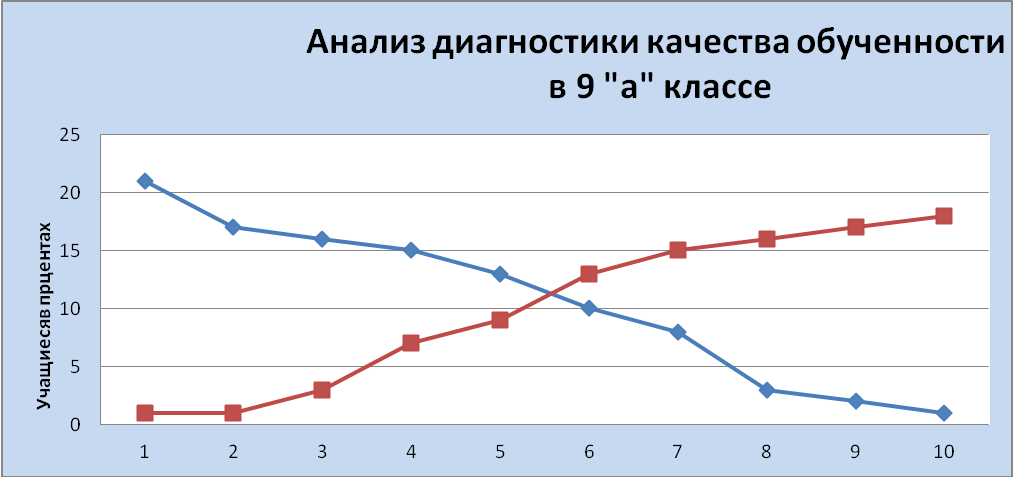 Анализ диагностики качества обученности
в 9 "а" классе
Учащиесяв прцентах
25
20
15
10
5
0
1 2 3 4 5 6 7 8 9 10